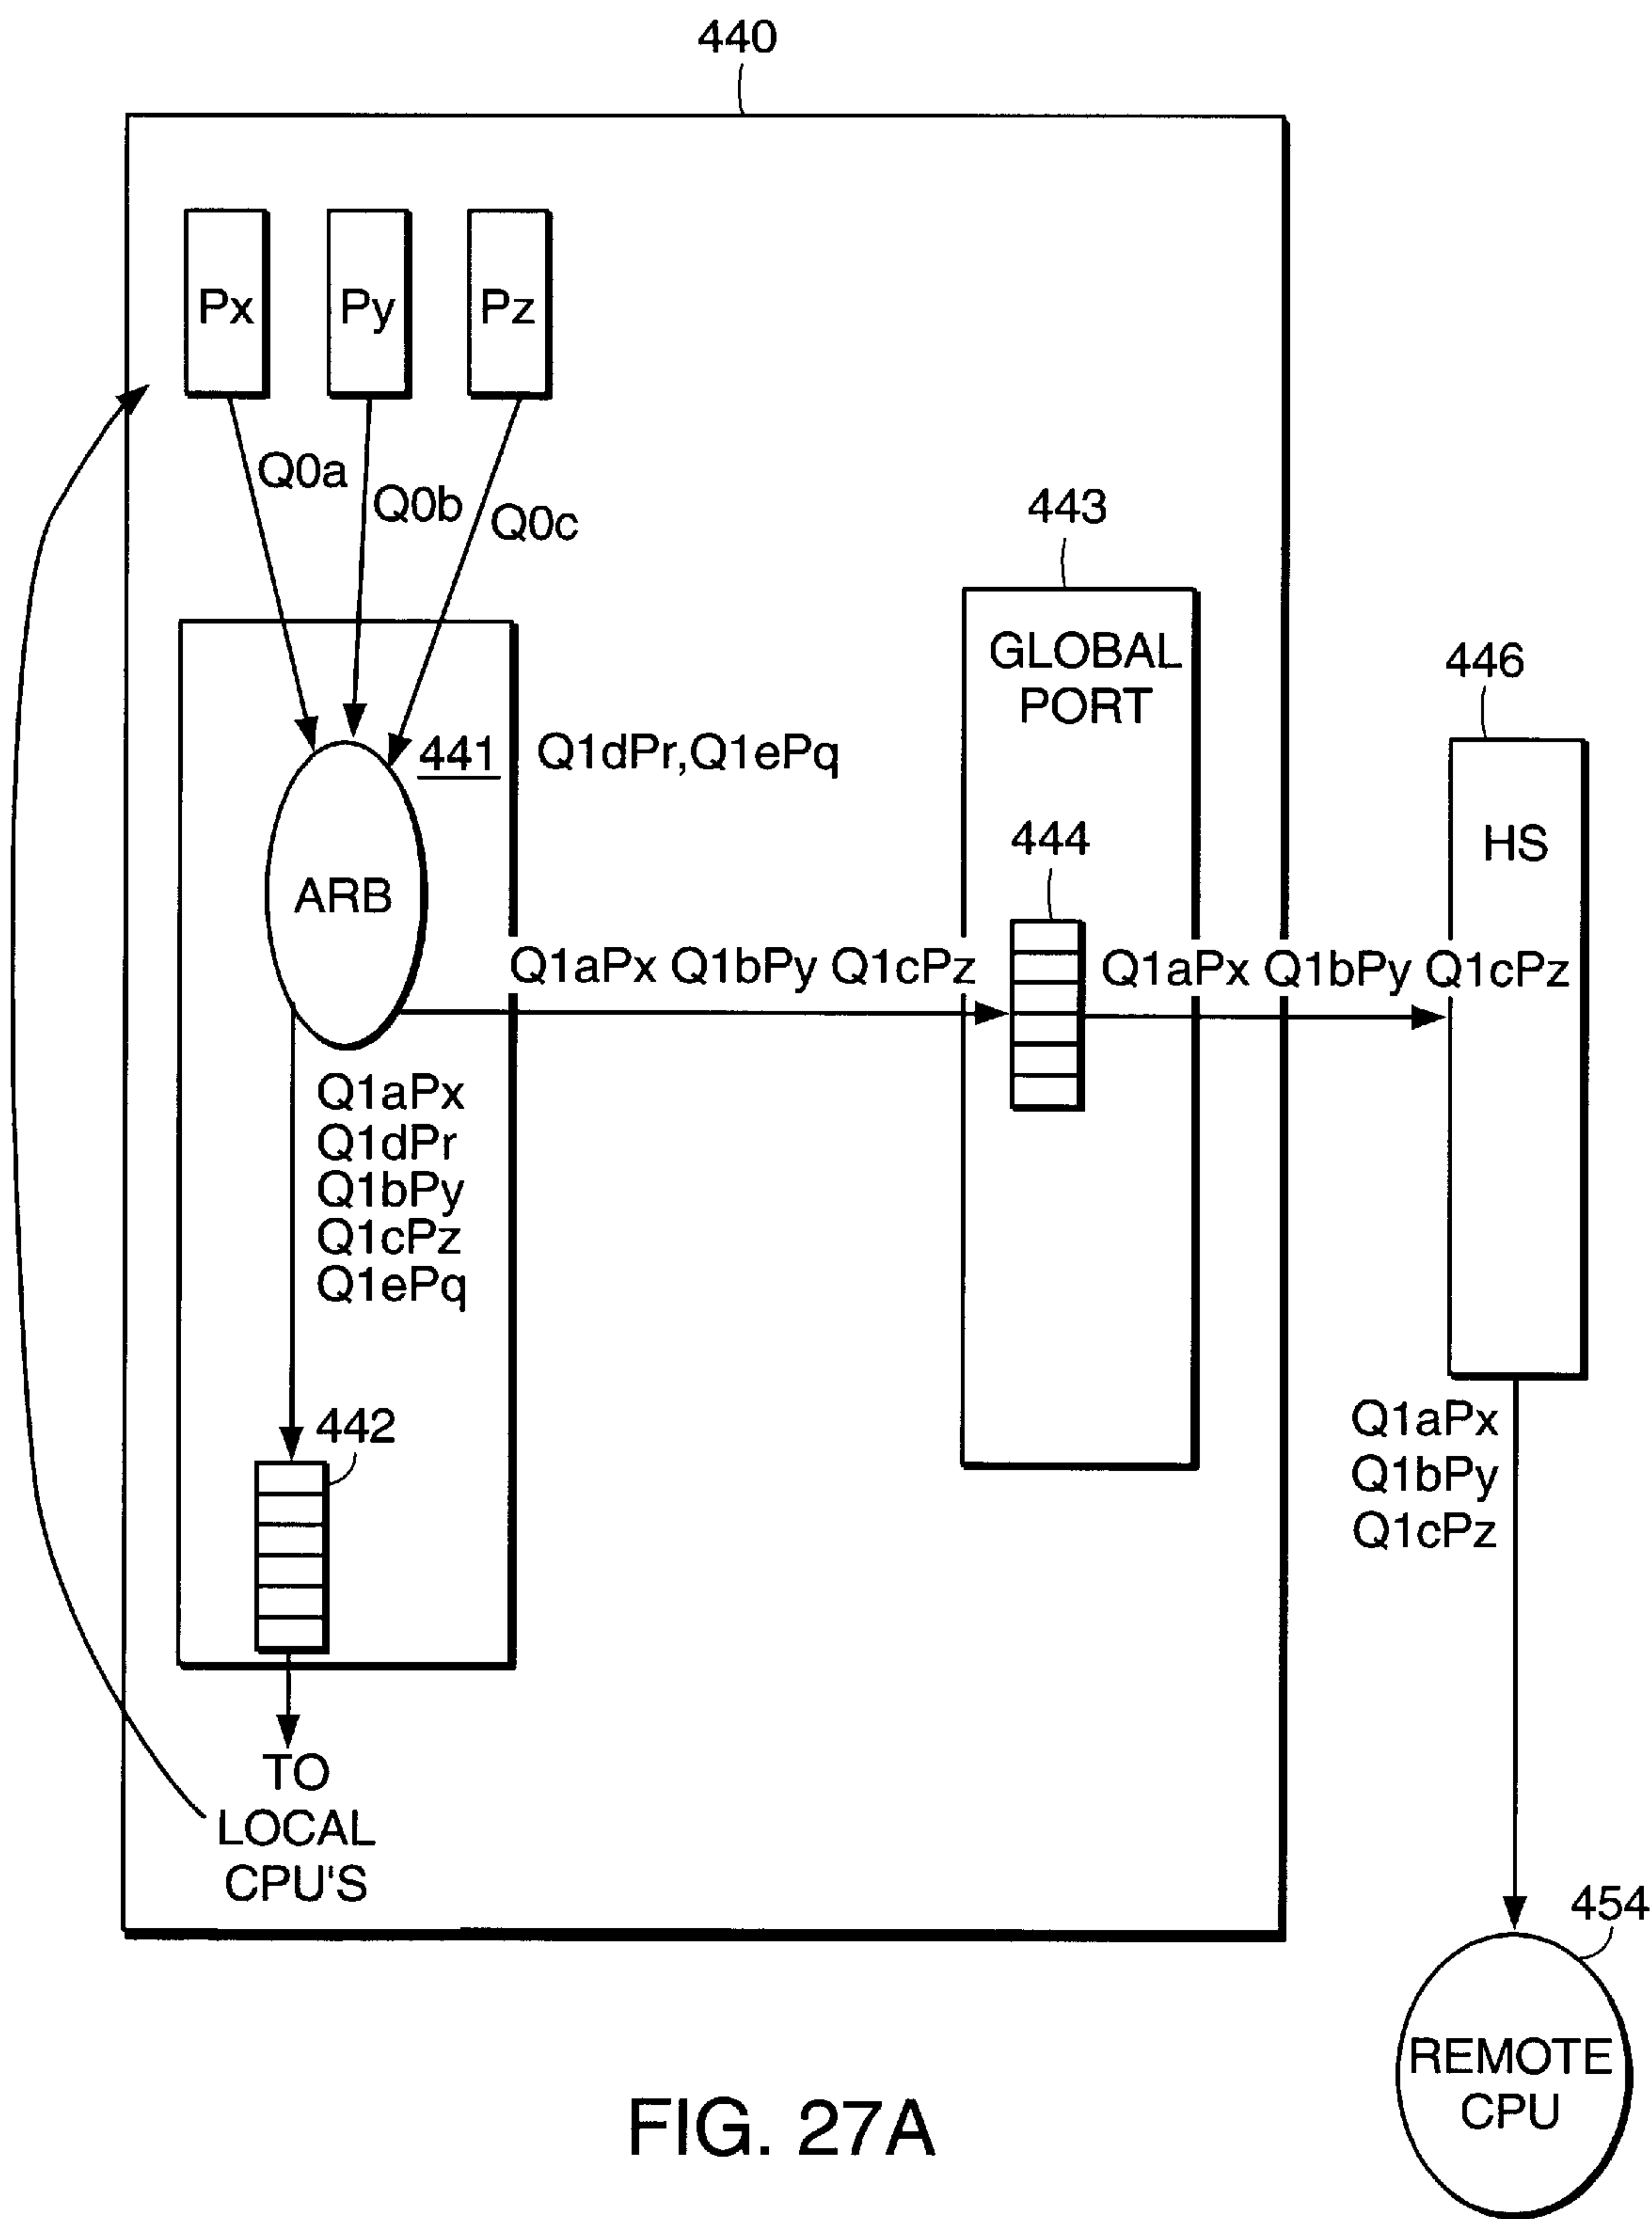 440
Px
Py
Pz
Q0a
Q0b
Q0c
443
GLOBAL
PORT
446
441
Q1dPr,Q1ePq
444
HS
ARB
Q1aPx Q1bPy Q1cPz
Q1aPx Q1bPy Q1cPz
Q1aPx
Q1dPr
Q1bPy
Q1cPz
Q1ePq
442
Q1aPx
Q1bPy
Q1cPz
TO
LOCAL
CPU'S
454
REMOTE
CPU
FIG. 27A